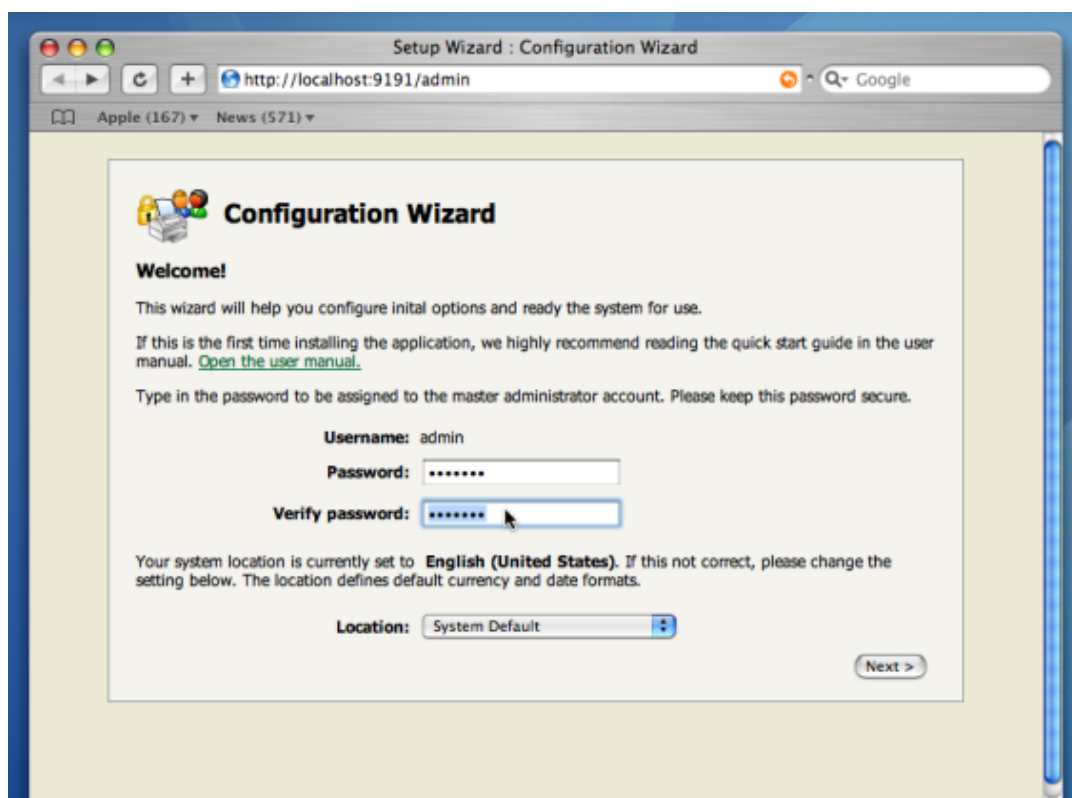 Setup Wizard : Configuration Wizard
http://localhost:9191/admin
Google
Apple (167)
News (571)
Configuration Wizard
Welcome!
This wizard will help you configure inital options and ready the system for use.
If this is the first time installing the application, we highly recommend reading the quick start guide in the user
manual. Open the user manual.
Type in the password to be assigned to the master administrator account. Please keep this password secure.
Username: admin
Password: •••••••
Verify password: •••••••
Your system location is currently set to English (United States). If this not correct, please change the
setting below. The location defines default currency and date formats.
Location: System Default
Next >